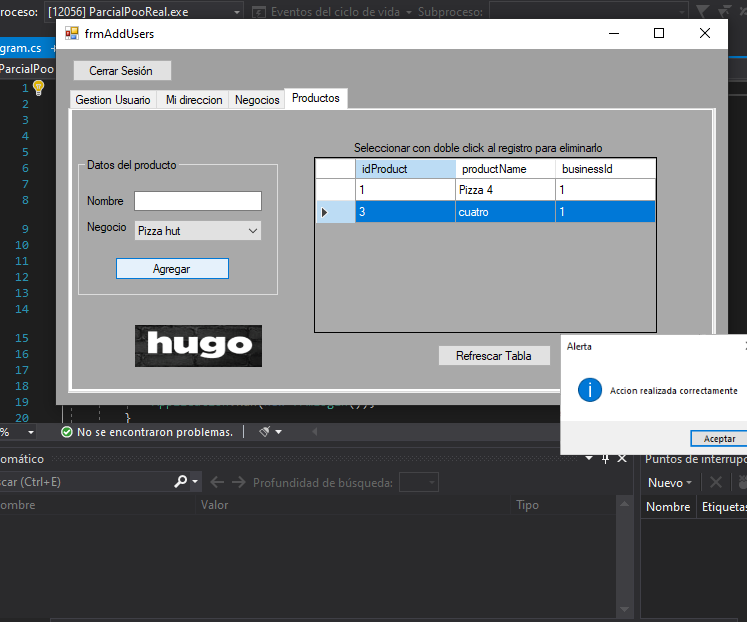 roceso: [12056] ParcialPooReal.exe Eventos del ciclo de vida Subproceso:
frmAddUsers
gram.cs
ParcialPoo
Cerrar Sesión
Gestion Usuario Mi direccion Negocios Productos
Seleccionar con doble click al registro para eliminarlo
Datos del producto
idProduct productName businessId
1 Pizza 4 1
3 cuatro 1
Nombre
Negocio Pizza hut
Agregar
hugo
Refrescar Tabla
Alerta
Accion realizada correctamente
Aceptar
1
2
3
4
5
6
7
8
9
10
11
12
13
14
15
16
17
18
19
20 }
% No se encontraron problemas.
omático
car (Ctrl+E) Profundidad de búsqueda:
ombre Valor Tipo
Puntos de interrupc
Nuevo
Nombre Etiquetas